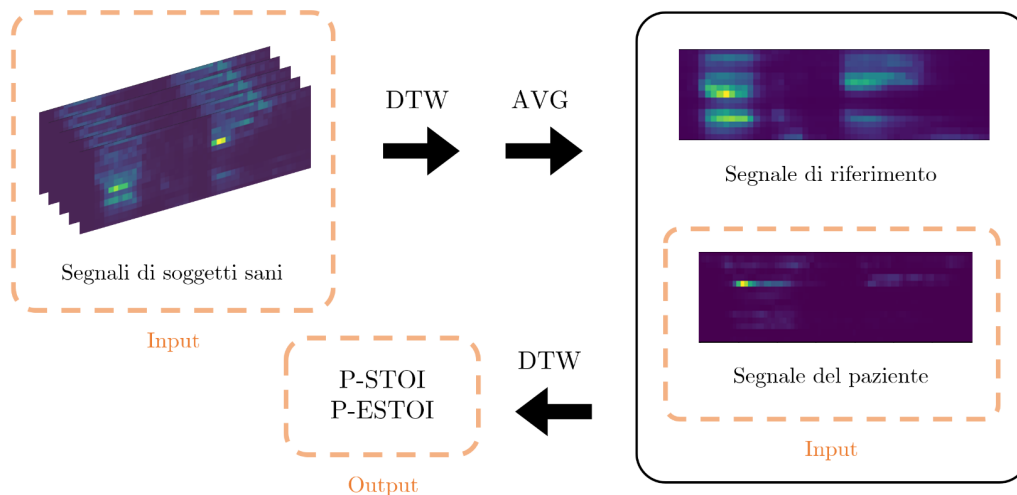 DTW
AVG
Segnali di soggetti sani
Input
Segnale di riferimento
Segnale del paziente
Input
DTW
P-STOI
P-ESTOI
Output